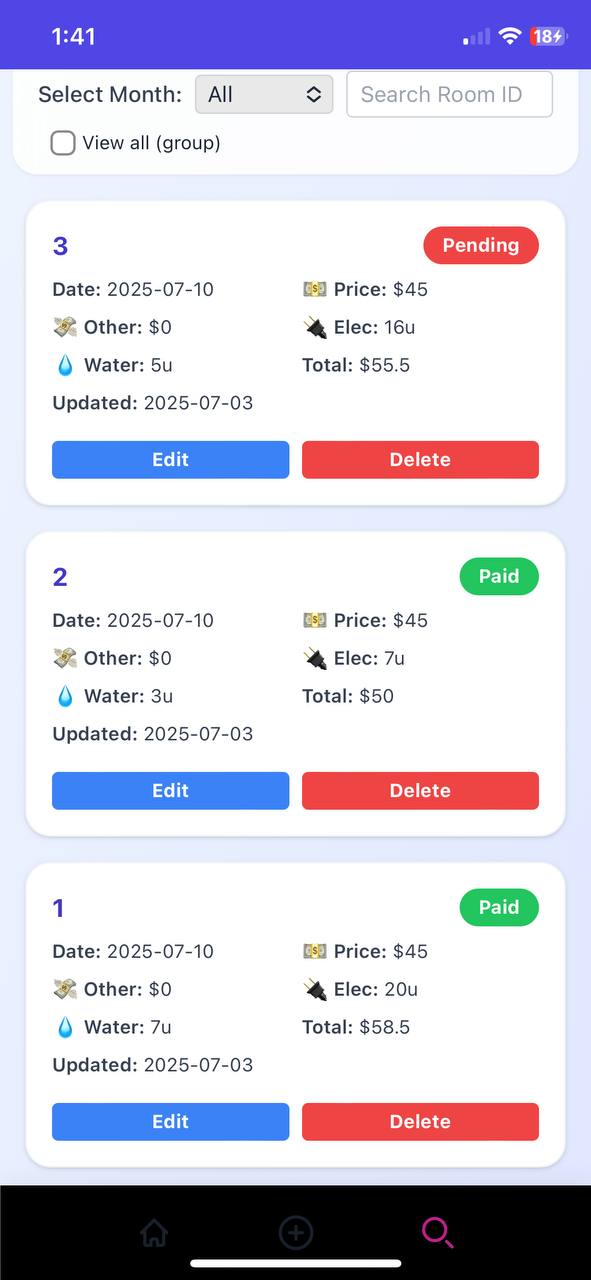 1:41
18
Select Month: All Search Room ID
View all (group)
3 Pending
Date: 2025-07-10 💵 Price: $45
💸 Other: $0 🔌 Elec: 16u
💧 Water: 5u Total: $55.5
Updated: 2025-07-03
Edit Delete
2 Paid
Date: 2025-07-10 💵 Price: $45
💸 Other: $0 🔌 Elec: 7u
💧 Water: 3u Total: $50
Updated: 2025-07-03
Edit Delete
1 Paid
Date: 2025-07-10 💵 Price: $45
💸 Other: $0 🔌 Elec: 20u
💧 Water: 7u Total: $58.5
Updated: 2025-07-03
Edit Delete